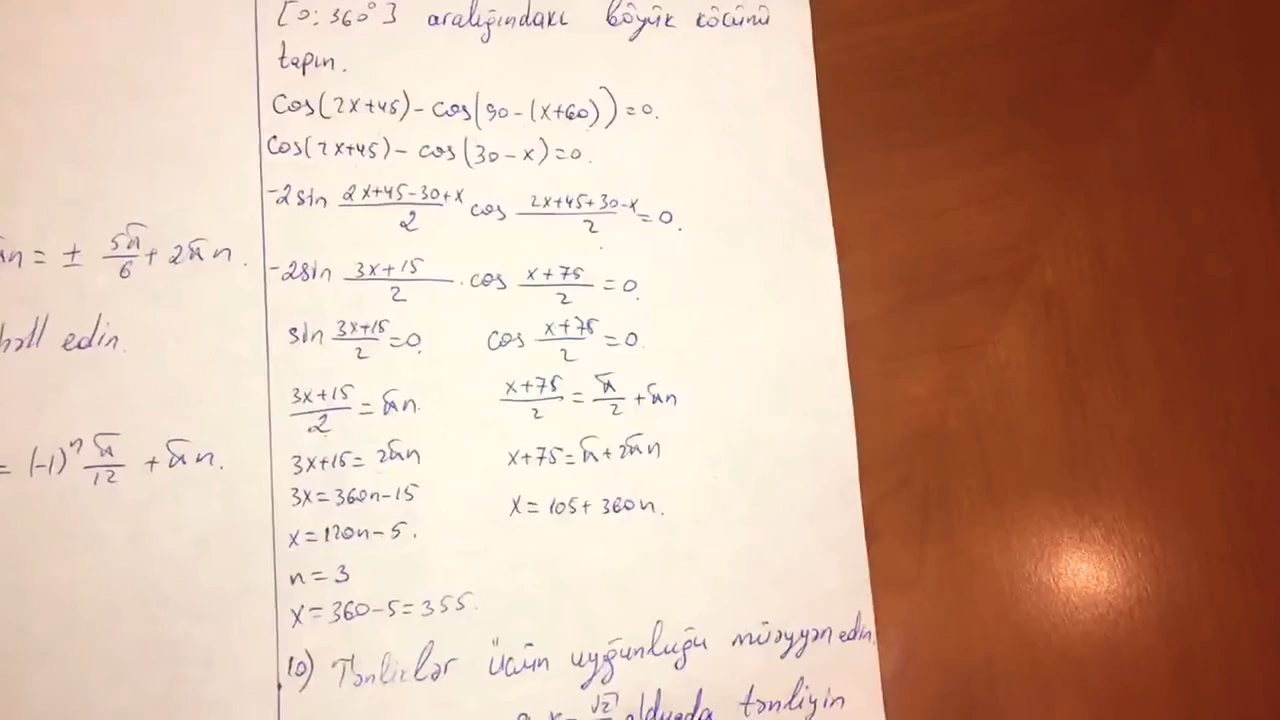 n = ± 5π/6 + 2πn.
həll edin.
= (-1)ⁿ π/12 + πn.
[0; 360°] aralığındakı böyük kökünü
tapın.
Cos(2x+45) - cos(90-(x+60)) = 0.
Cos(2x+45) - cos(30-x) = 0.
-2sin (2x+45-30+x)/2 cos (2x+45+30-x)/2 = 0.
-2sin (3x+15)/2 · cos (x+75)/2 = 0.
sin (3x+15)/2 = 0. cos (x+75)/2 = 0.
(3x+15)/2 = πn. (x+75)/2 = π/2 + πn
3x+15 = 2πn x+75 = π + 2πn
3x = 360n-15 x = 105 + 360n.
x = 120n - 5.
n = 3
x = 360-5 = 355.
10) Tənliklər üçün uyğunluğu müəyyən edin.
√2 olduqda tənliyin